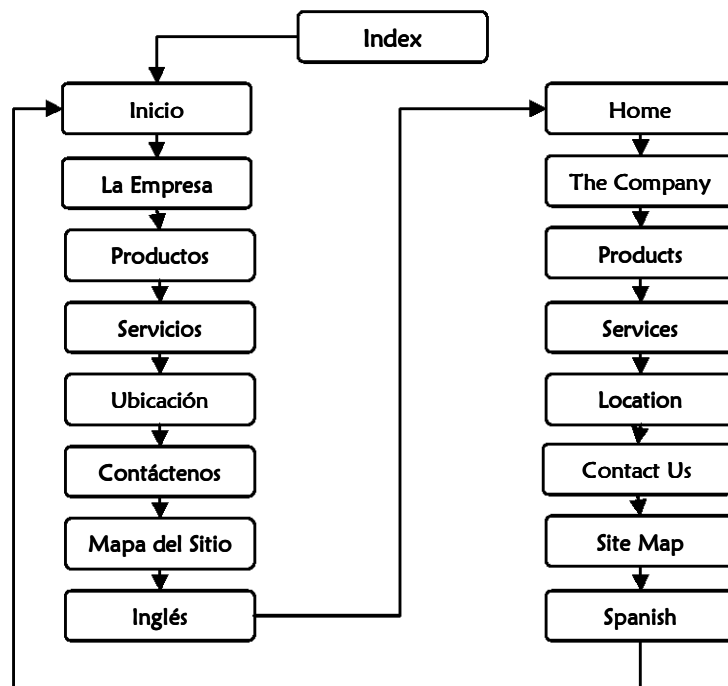 Index
Inicio
La Empresa
Productos
Servicios
Ubicación
Contáctenos
Mapa del Sitio
Inglés
Home
The Company
Products
Services
Location
Contact Us
Site Map
Spanish